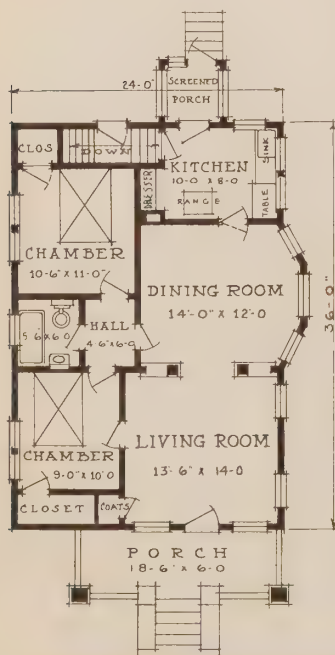 24'-0"
SCREENED
PORCH
CLOS
DOWN
KITCHEN
10-0 x 8-0
SINK
DRESSER
RANGE
TABLE
CHAMBER
10-6" x 11-0"
DINING ROOM
14-0" x 12-0
36-0"
5-6 x 6-0
HALL
4-6 x 6-0
LIVING ROOM
13-6" x 14-0
CHAMBER
9-0" x 10-0
CLOSET
COATS
PORCH
18-6" x 6-0